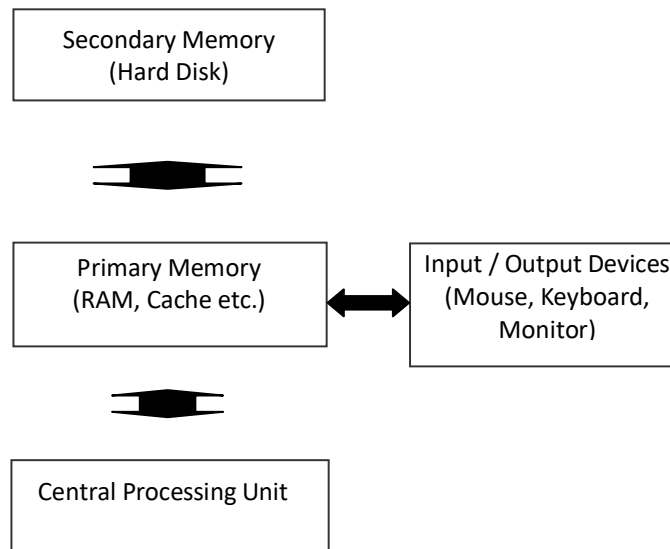 Secondary Memory
(Hard Disk)
Primary Memory
(RAM, Cache etc.)
Input / Output Devices
(Mouse, Keyboard,
Monitor)
Central Processing Unit